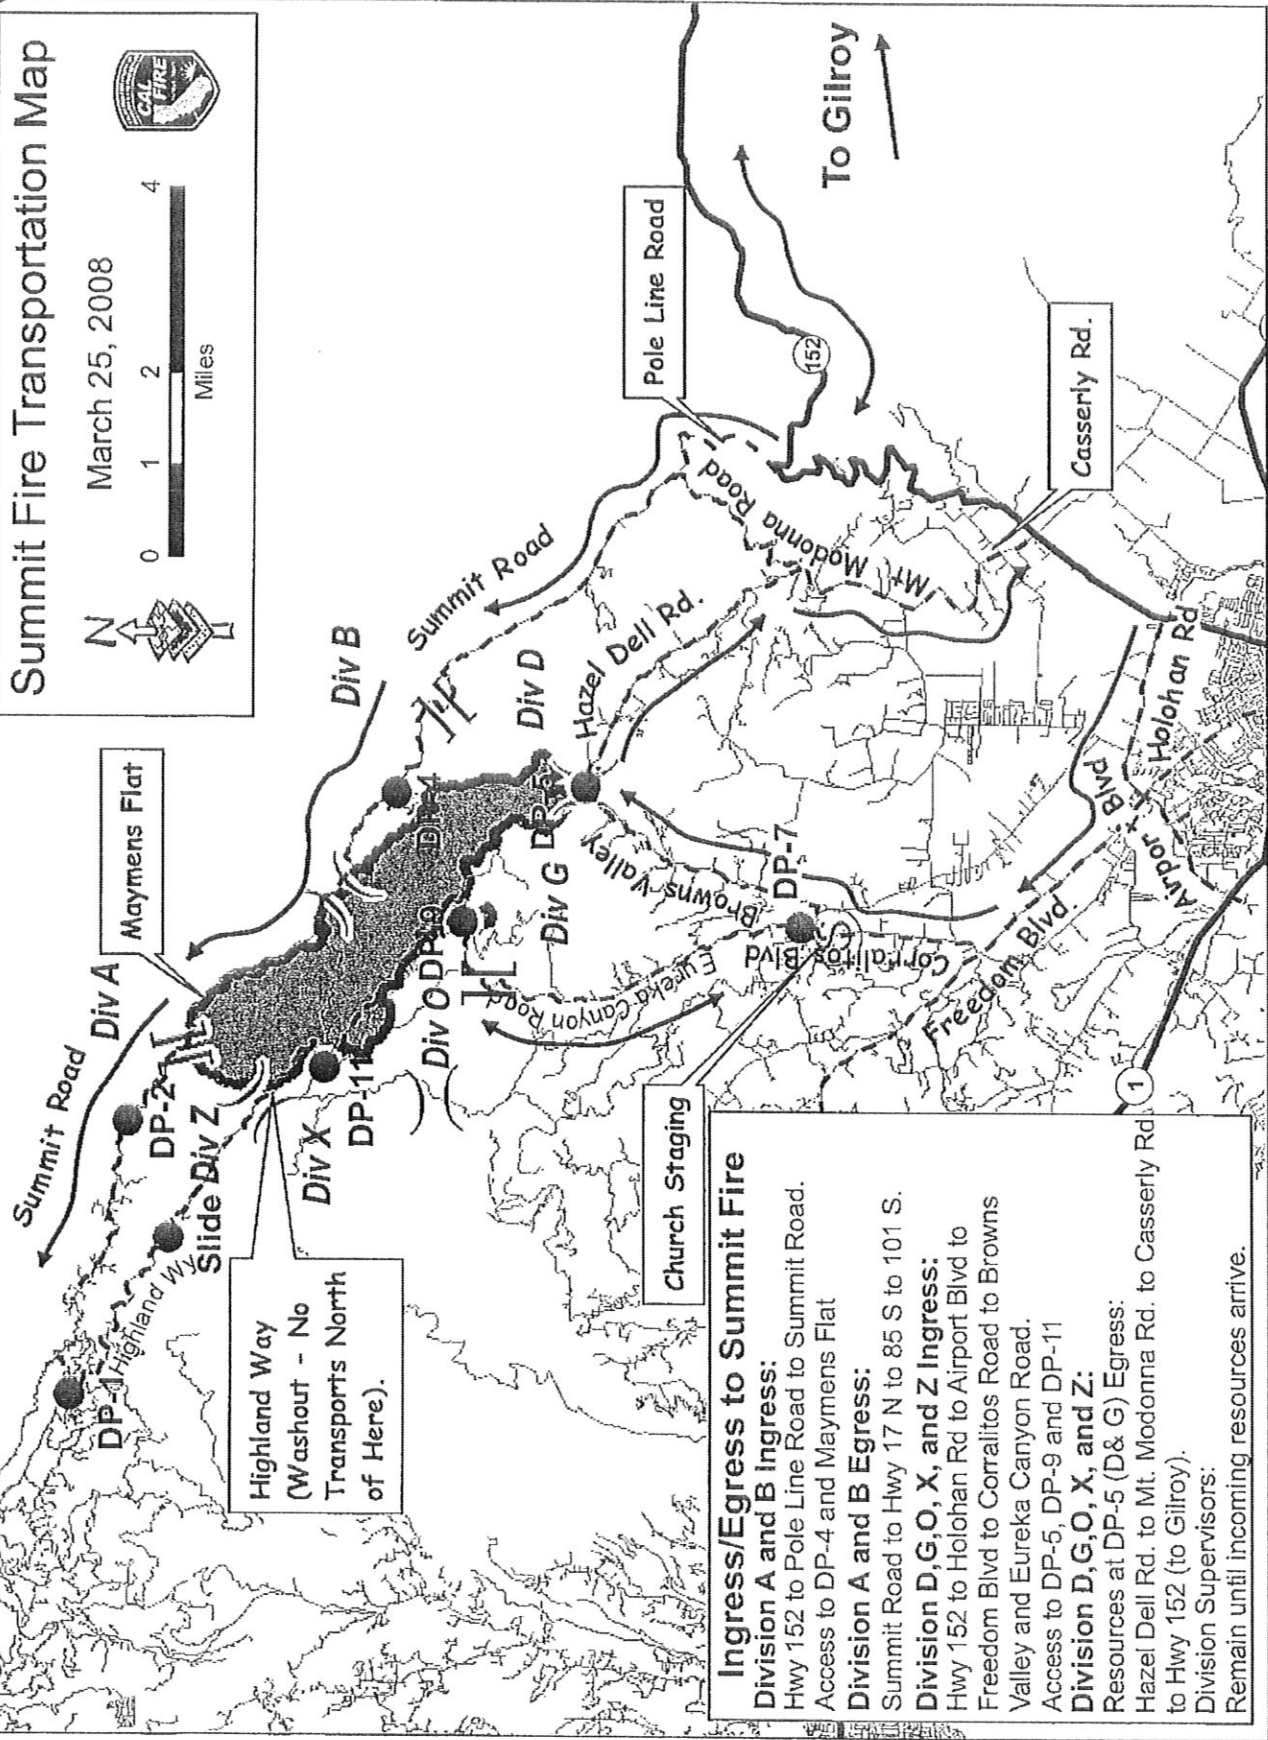 Summit Fire Transportation Map
N
March 25, 2008
0 1 2 4
Miles
CAL
FIRE
Summit Road
Div A
Maymens Flat
Div B
Summit Road
DP-1
Highland Wy
Slide
DP-2
Div Z
Div X
DP-11
Div O
DP-9
DP-4
Div D
DP-5
Div G
Hazel Dell Rd.
Pole Line Road
To Gilroy
152
Mt Modonna Road
Casserly Rd.
Highland Way
(Washout - No
Transports North
of Here).
Browns Valley
DP-7
Eureka Canyon Road
Corralitos Blvd
Church Staging
Freedom Blvd.
Airport Blvd
Holohan Rd
1
Ingress/Egress to Summit Fire
Division A and B Ingress:
Hwy 152 to Pole Line Road to Summit Road.
Access to DP-4 and Maymens Flat
Division A and B Egress:
Summit Road to Hwy 17 N to 85 S to 101 S.
Division D,G,O, X, and Z Ingress:
Hwy 152 to Holohan Rd to Airport Blvd to
Freedom Blvd to Corralitos Road to Browns
Valley and Eureka Canyon Road.
Access to DP-5, DP-9 and DP-11
Division D,G,O, X, and Z:
Resources at DP-5 (D& G) Egress:
Hazel Dell Rd. to Mt. Modonna Rd. to Casserly Rd
to Hwy 152 (to Gilroy).
Division Supervisors:
Remain until incoming resources arrive.